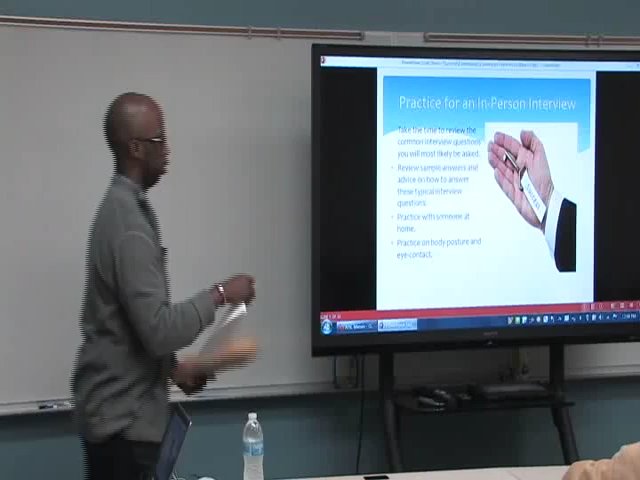 Practice for an In-Person Interview
Take the time to review the
common interview questions
you will most likely be asked.
Review sample answers and
advice on how to answer
these typical interview
questions.
Practice with someone at
home.
Practice on body posture and
eye contact.